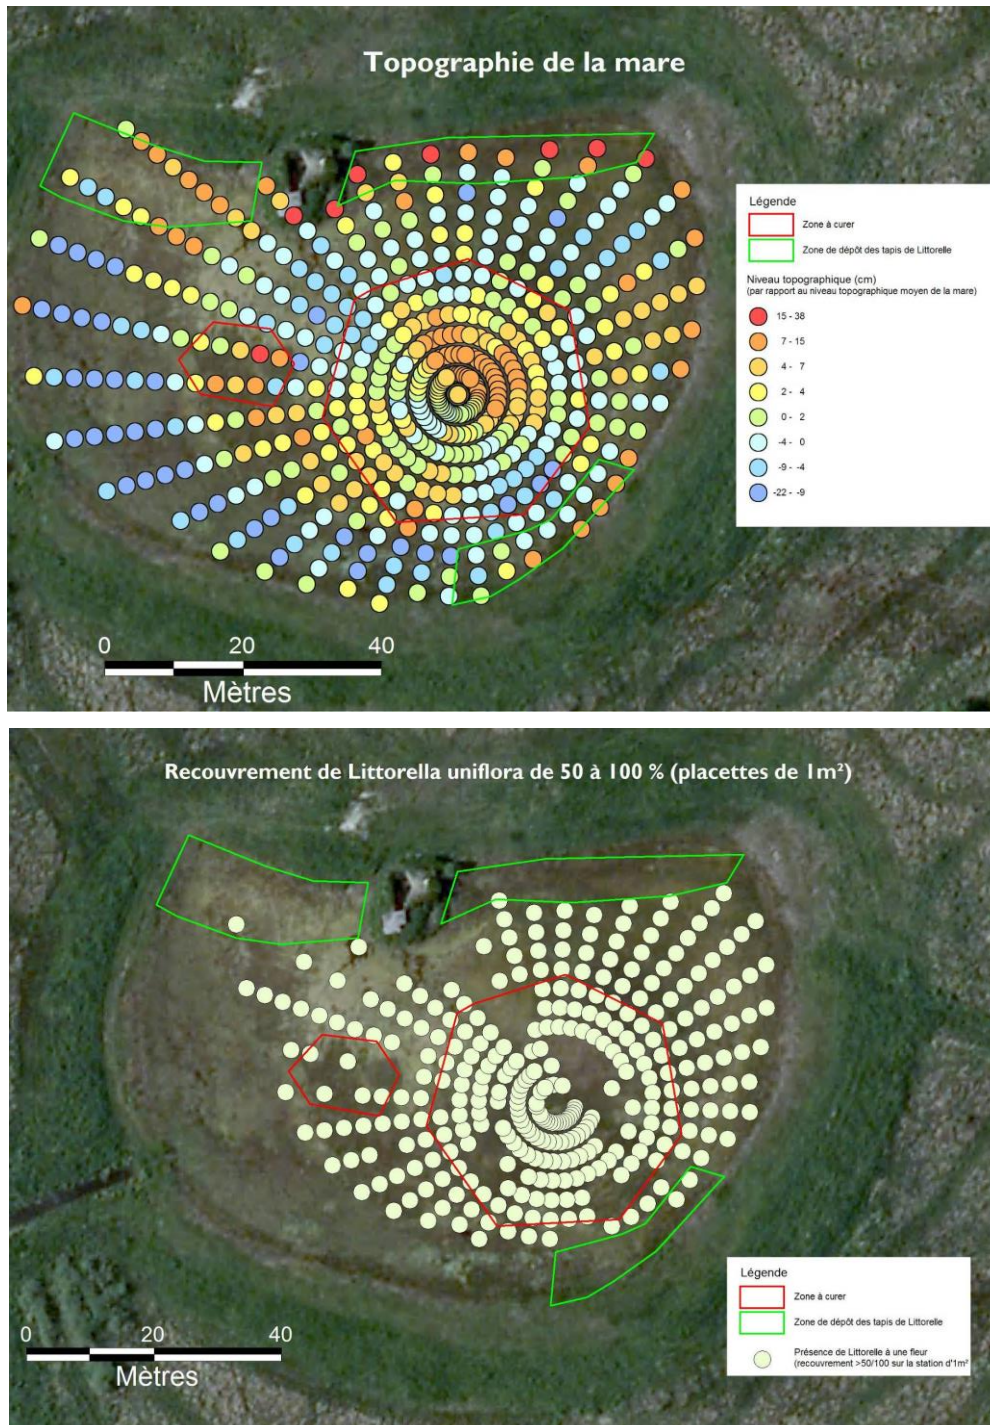 Topographie de la mare
Légende
Zone à curer
Zone de dépôt des tapis de Littorelle
Niveau topographique (cm)
(par rapport au niveau topographique moyen de la mare)
15 - 38
7 - 15
4 - 7
2 - 4
0 - 2
-4 - 0
-9 - -4
-22 - -9
0 20 40
Mètres
Recouvrement de Littorella uniflora de 50 à 100 % (placettes de 1m²)
Légende
Zone à curer
Zone de dépôt des tapis de Littorelle
Présence de Littorelle à une fleur
(recouvrement >50/100 sur la station d'1m²
0 20 40
Mètres